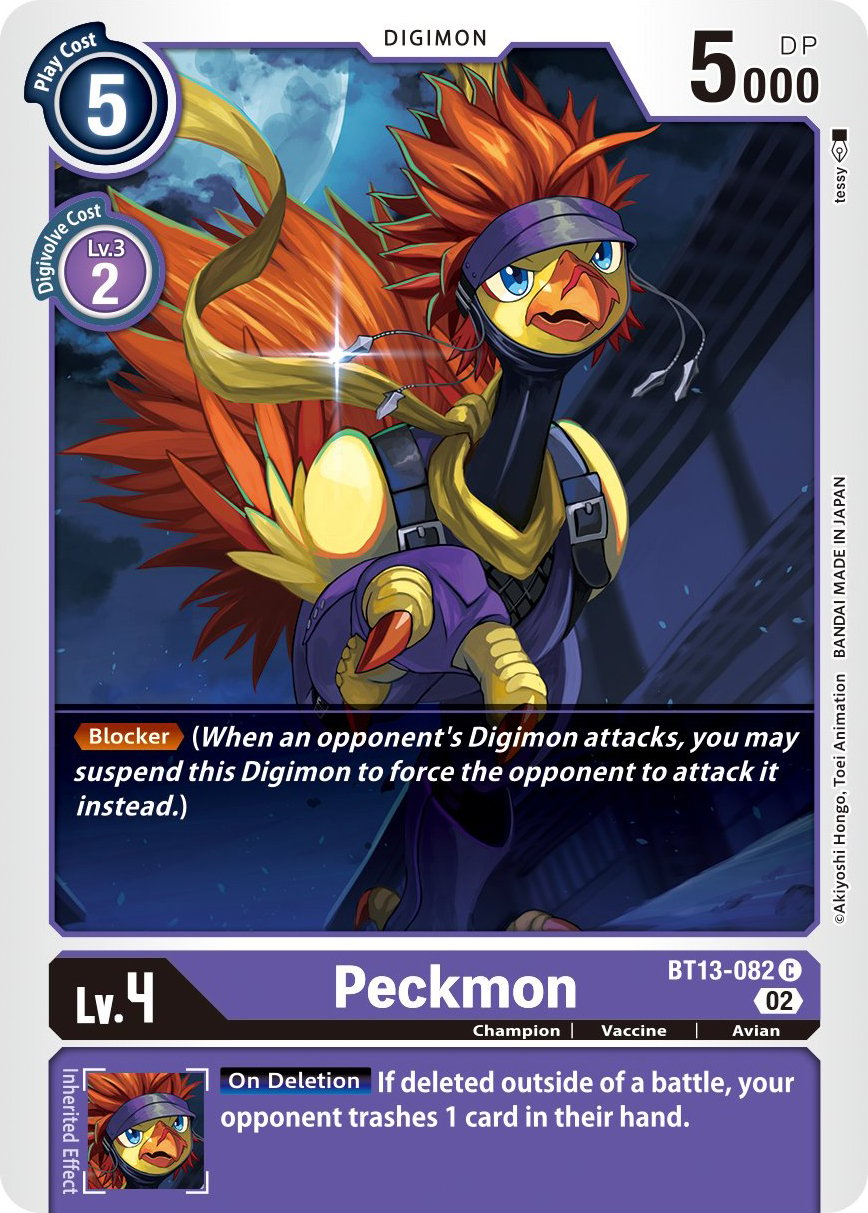 DIGIMON
Play Cost
5
DP
5000
Digivolve Cost
Lv.3
2
tessy
BANDAI MADE IN JAPAN
©Akiyoshi Hongo, Toei Animation
Blocker (When an opponent's Digimon attacks, you may
suspend this Digimon to force the opponent to attack it
instead.)
Lv.4
Peckmon
BT13-082 C
02
Champion | Vaccine | Avian
Inherited Effect
On Deletion If deleted outside of a battle, your
opponent trashes 1 card in their hand.